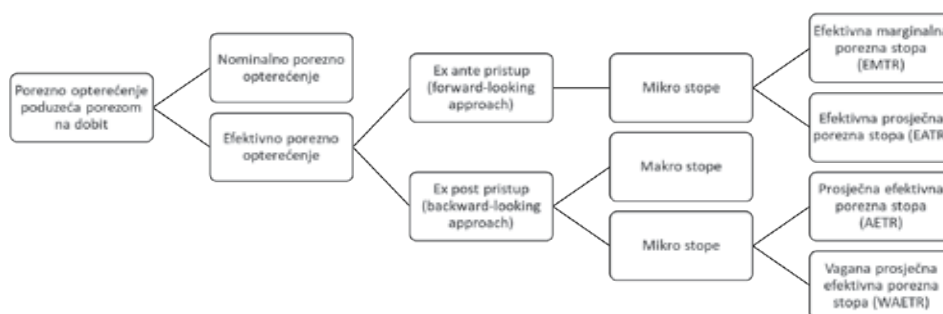 Porezno opterećenje
poduzeća porezom
na dobit
Nominalno porezno
opterećenje
Efektivno porezno
opterećenje
Ex ante pristup
(forward-looking
approach)
Ex post pristup
(backward-looking
approach)
Mikro stope
Makro stope
Mikro stope
Efektivna marginalna
porezna stopa
(EMTR)
Efektivna prosječna
porezna stopa (EATR
Prosječna efektivna
porezna stopa
(AETR)
Vagana prosječna
efektivna porezna
stopa (WAETR)